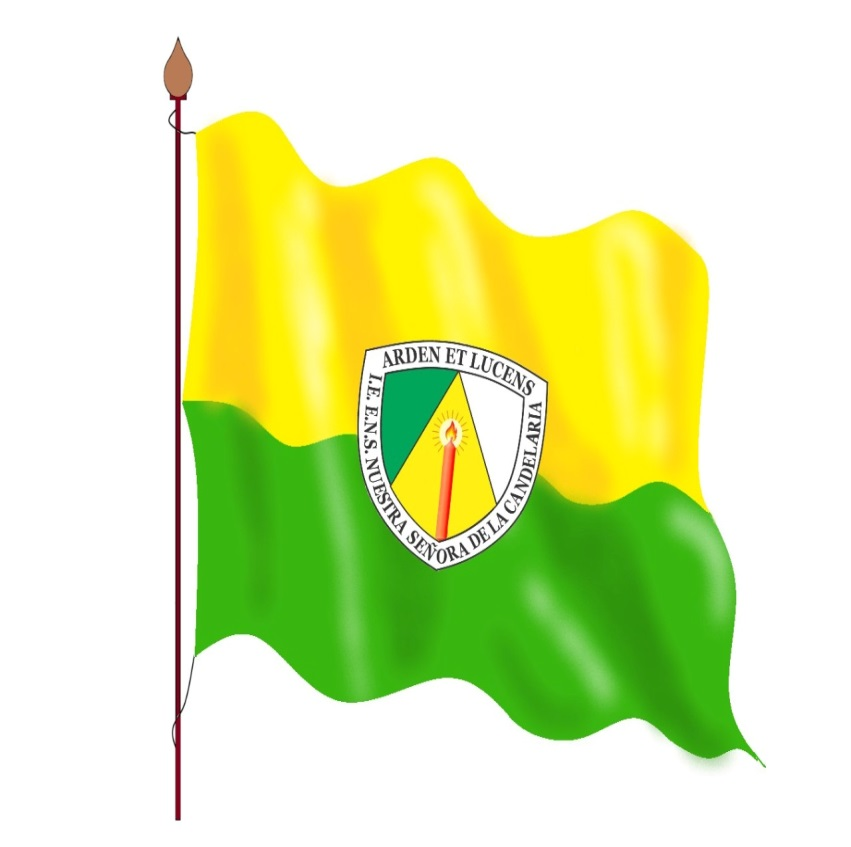 ARDEN ET LUCENS
I.E. E.N.S. NUESTRA SEÑORA DE LA CANDELARIA